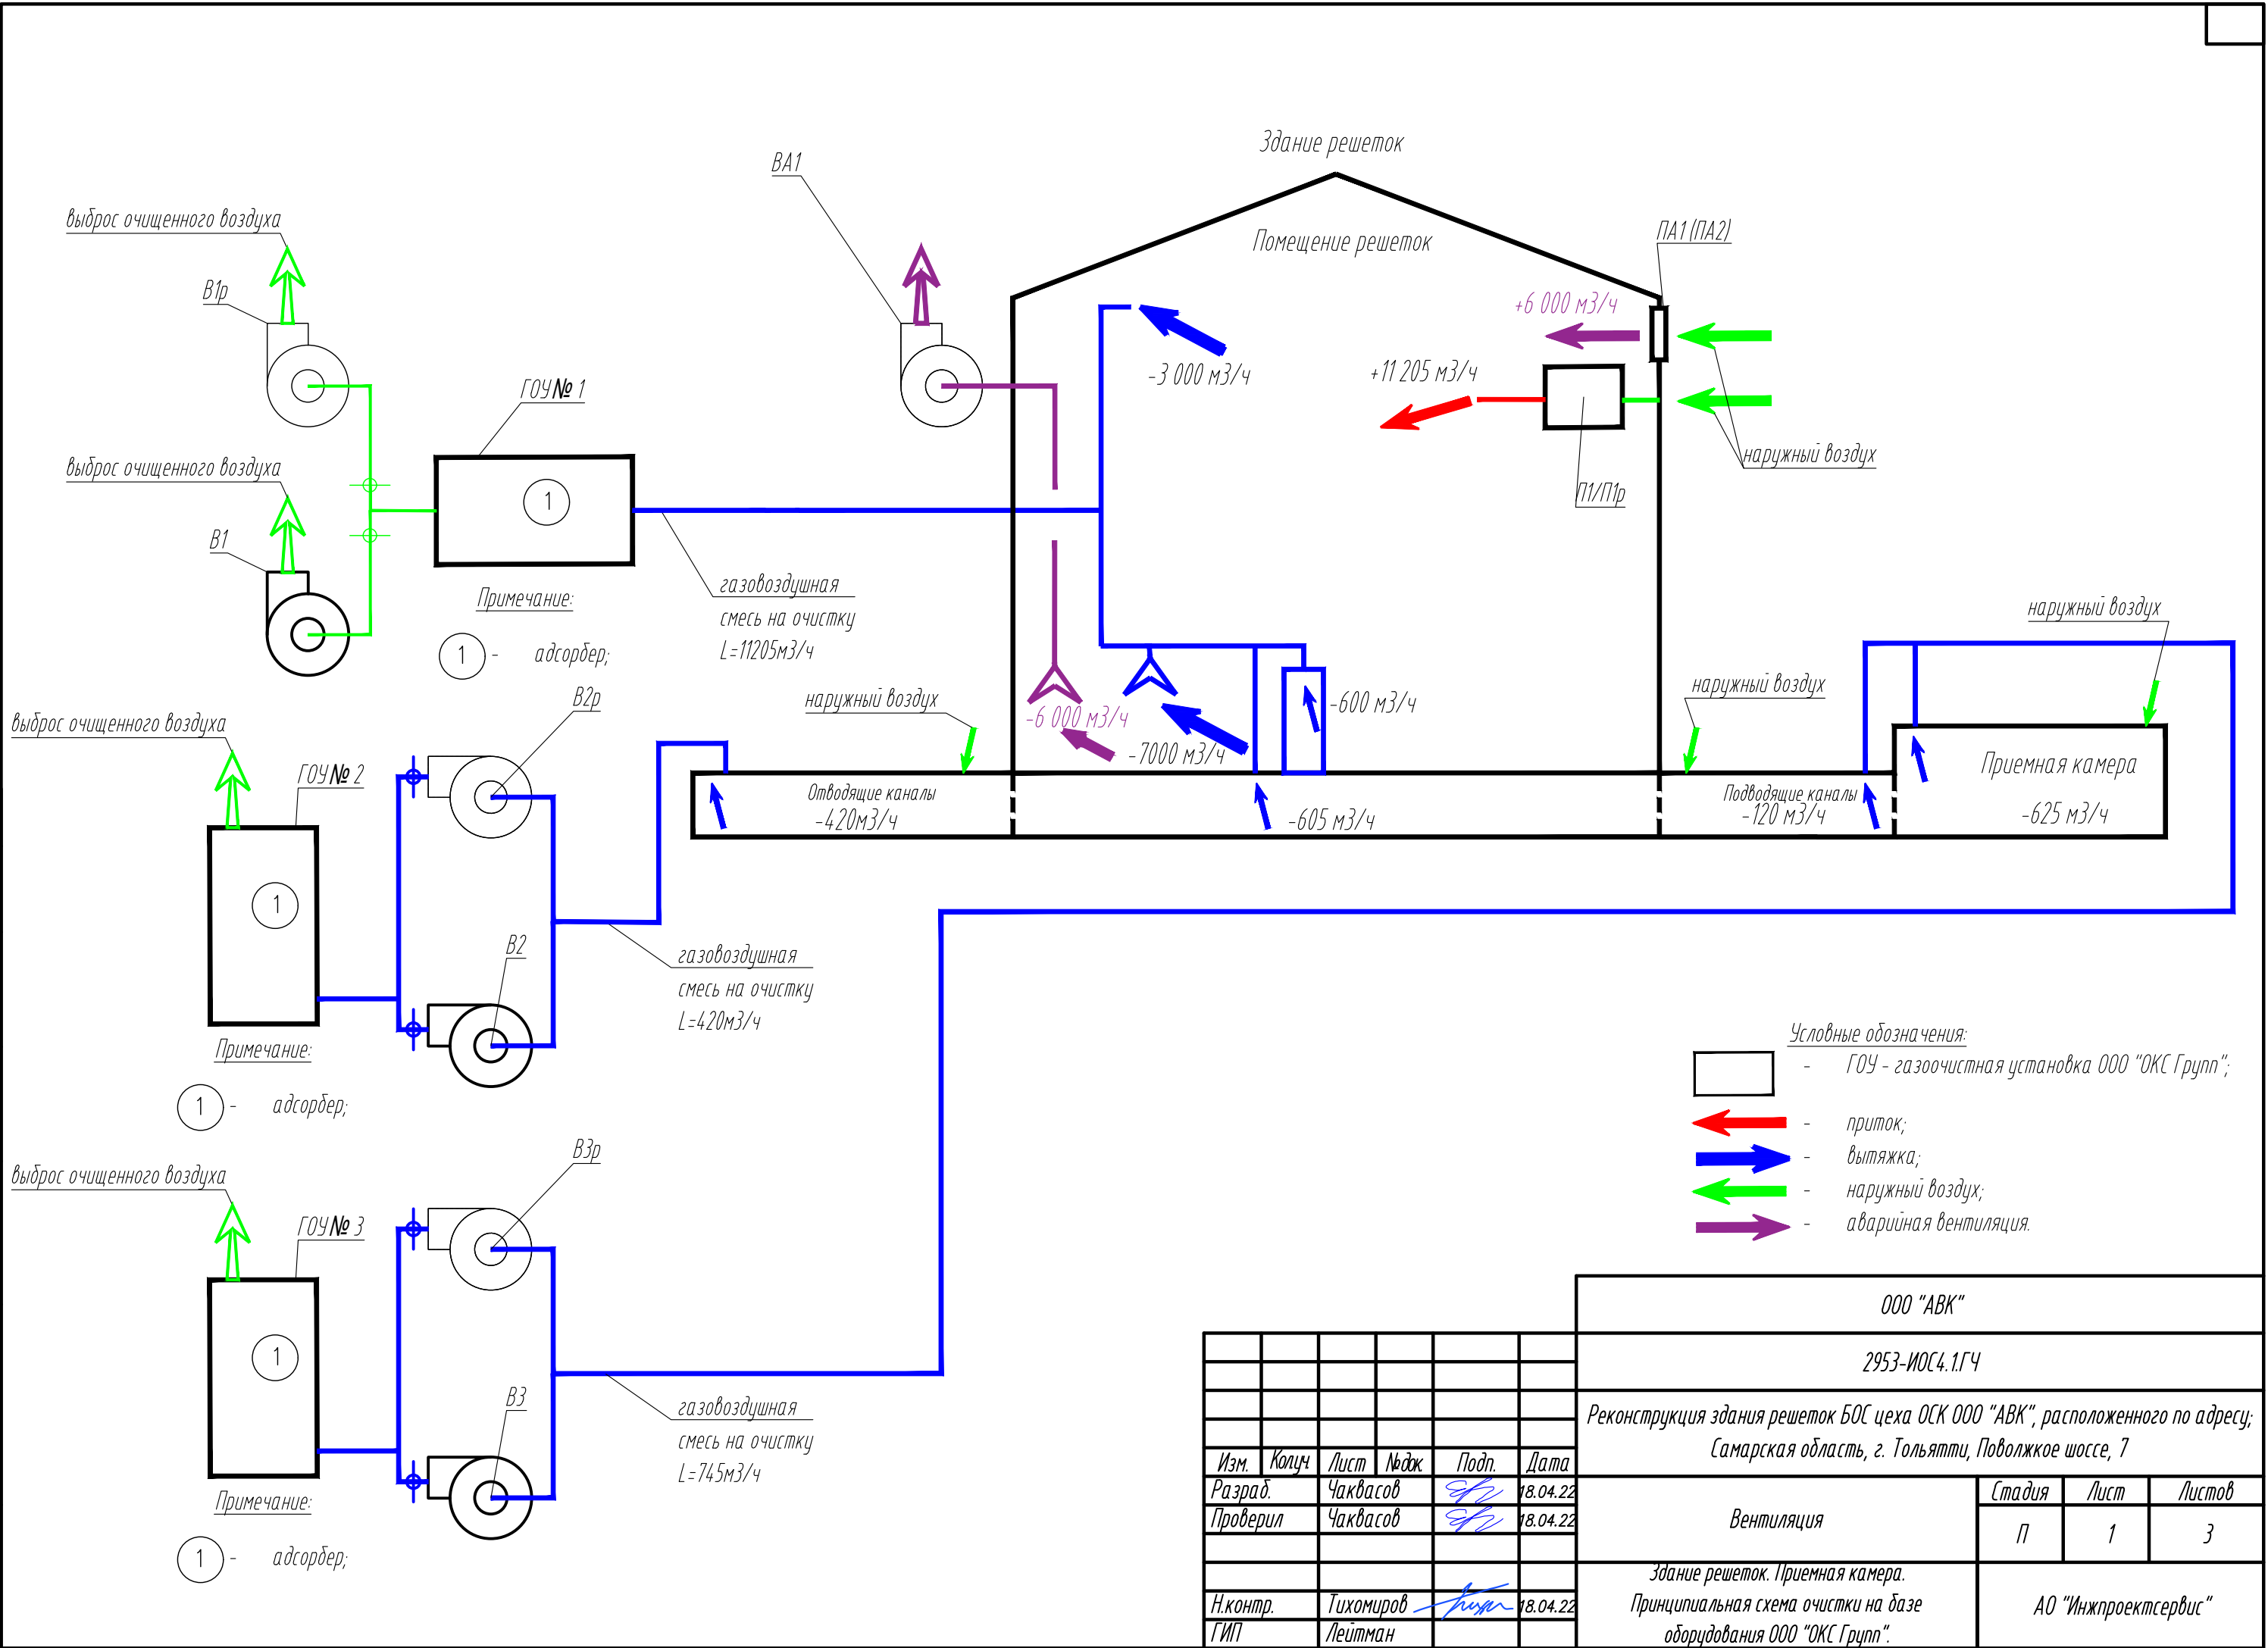 Здание решеток
ВА1
Помещение решеток
ПА1 (ПА2)
выброс очищенного воздуха
В1р
+6 000 м3/ч
-3 000 м3/ч
+11 205 м3/ч
ГОУ№ 1
1
наружный воздух
П1/П1р
выброс очищенного воздуха
В1
газовоздушная
смесь на очистку
L=11205м3/ч
Примечание:
1 - адсорбер;
наружный воздух
наружный воздух
наружный воздух
-6 000 м3/ч
-7000 м3/ч
-600 м3/ч
В2р
выброс очищенного воздуха
ГОУ№ 2
1
Отводящие каналы
-420м3/ч
-605 м3/ч
Подводящие каналы
-120 м3/ч
Приемная камера
-625 м3/ч
В2
газовоздушная
смесь на очистку
L=420м3/ч
Примечание:
1 - адсорбер;
Условные обозначения:
- ГОУ - газоочистная установка ООО "ОКС Групп";
- приток;
- вытяжка;
- наружный воздух;
- аварийная вентиляция.
В3р
выброс очищенного воздуха
ГОУ№ 3
1
В3
газовоздушная
смесь на очистку
L=745м3/ч
Примечание:
1 - адсорбер;
ООО "АВК"
2953-ИОС4.1.ГЧ
Реконструкция здания решеток БОС цеха ОСК ООО "АВК", расположенного по адресу;
Самарская область, г. Тольятти, Поволжкое шоссе, 7
Изм. Колуч Лист №док Подп. Дата
Разраб. Чаквасов 18.04.22
Проверил Чаквасов 18.04.22
Вентиляция
Стадия Лист Листов
П 1 3
Здание решеток. Приемная камера.
Принципиальная схема очистки на базе
оборудования ООО "ОКС Групп".
Н.контр. Тихомиров 18.04.22
ГИП Лейтман
АО "Инжпроектсервис"